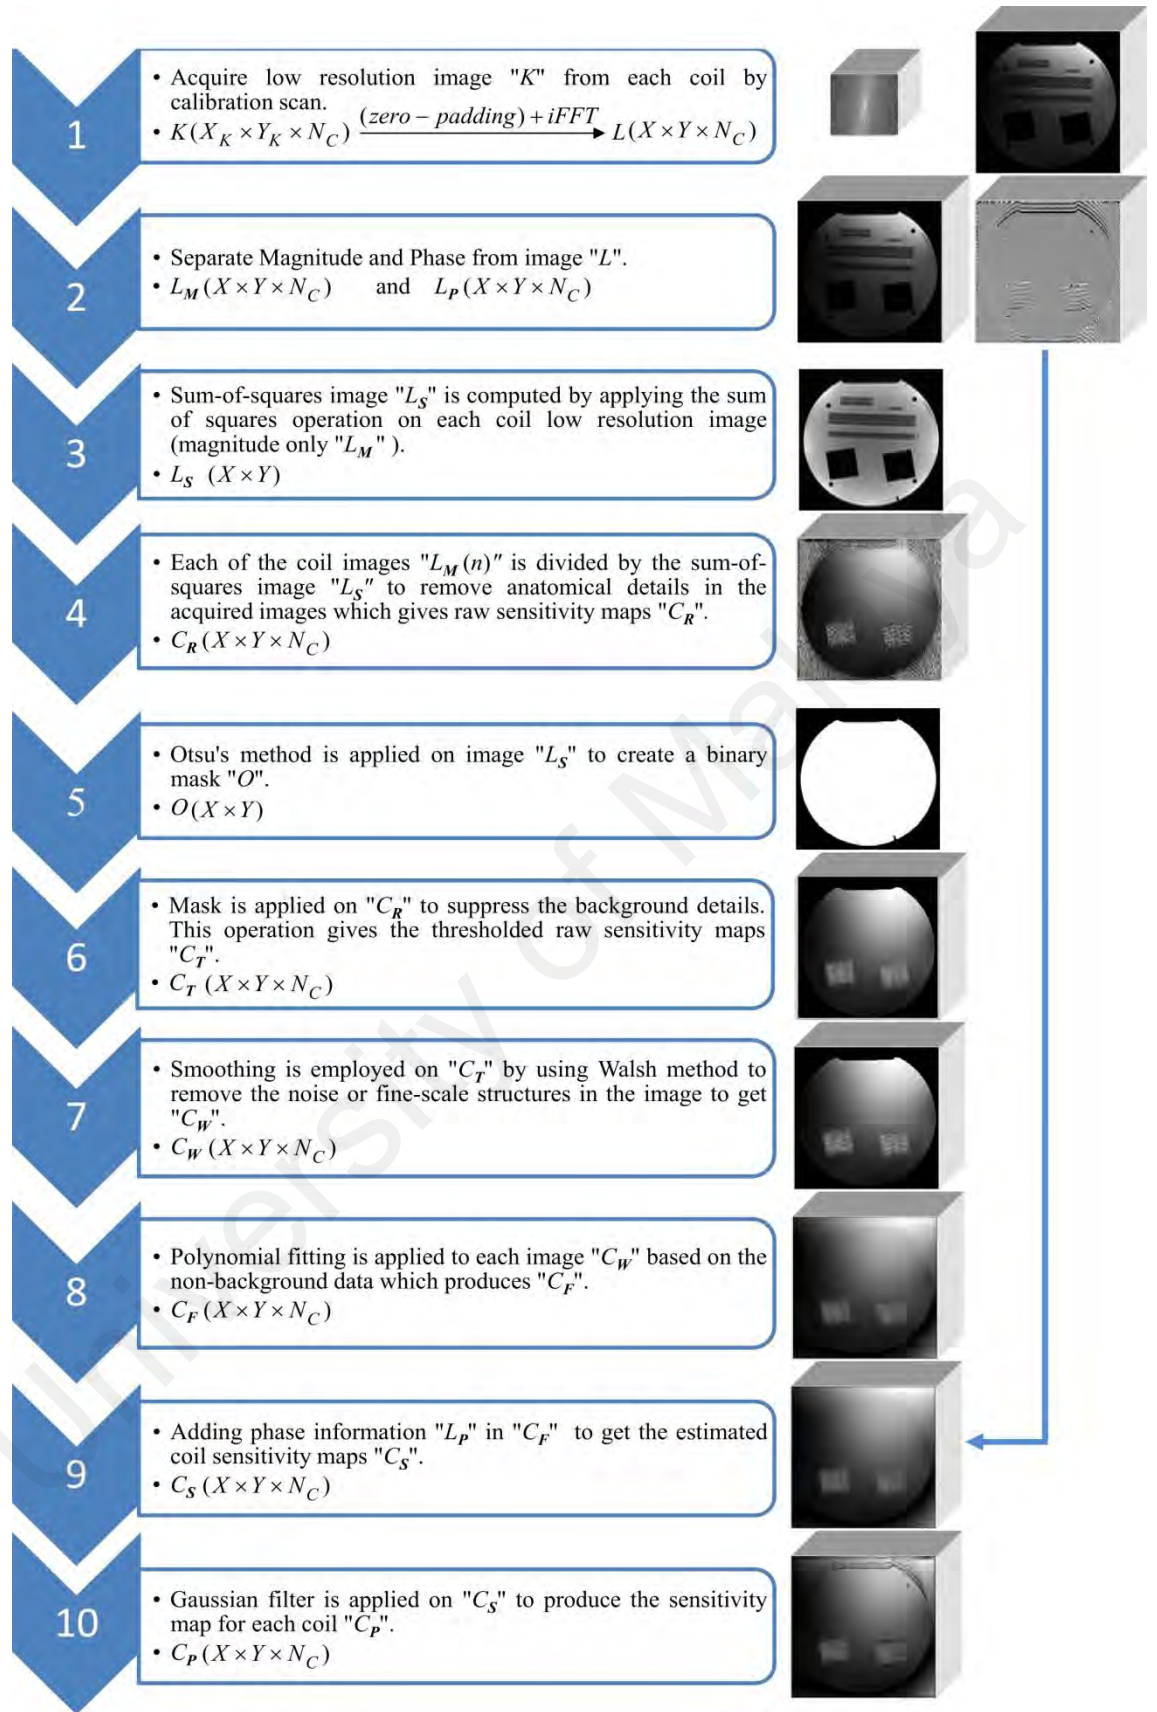 1
• Acquire low resolution image "K" from each coil by
calibration scan.
• K(X_K × Y_K × N_C) (zero − padding) + iFFT → L(X × Y × N_C)
2
• Separate Magnitude and Phase from image "L".
• L_M (X × Y × N_C) and L_P (X × Y × N_C)
3
• Sum-of-squares image "L_S" is computed by applying the sum
of squares operation on each coil low resolution image
(magnitude only "L_M" ).
• L_S (X × Y)
4
• Each of the coil images "L_M (n)" is divided by the sum-of-
squares image "L_S" to remove anatomical details in the
acquired images which gives raw sensitivity maps "C_R".
• C_R (X × Y × N_C)
5
• Otsu's method is applied on image "L_S" to create a binary
mask "O".
• O (X × Y)
6
• Mask is applied on "C_R" to suppress the background details.
This operation gives the thresholded raw sensitivity maps
"C_T".
• C_T (X × Y × N_C)
7
• Smoothing is employed on "C_T" by using Walsh method to
remove the noise or fine-scale structures in the image to get
"C_W".
• C_W (X × Y × N_C)
8
• Polynomial fitting is applied to each image "C_W" based on the
non-background data which produces "C_F".
• C_F (X × Y × N_C)
9
• Adding phase information "L_P" in "C_F" to get the estimated
coil sensitivity maps "C_S".
• C_S (X × Y × N_C)
10
• Gaussian filter is applied on "C_S" to produce the sensitivity
map for each coil "C_P".
• C_P (X × Y × N_C)
University of Malaya